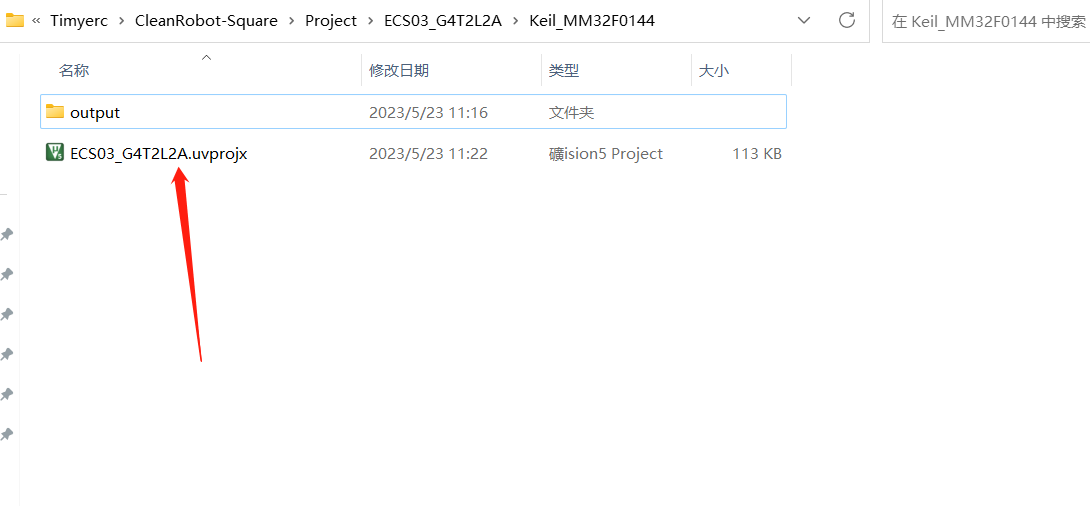 « Timyerc > CleanRobot-Square > Project > ECS03_G4T2L2A > Keil_MM32F0144
在 Keil_MM32F0144 中搜索
名称 修改日期 类型 大小
output 2023/5/23 11:16 文件夹
ECS03_G4T2L2A.uvprojx 2023/5/23 11:22 礦ision5 Project 113 KB